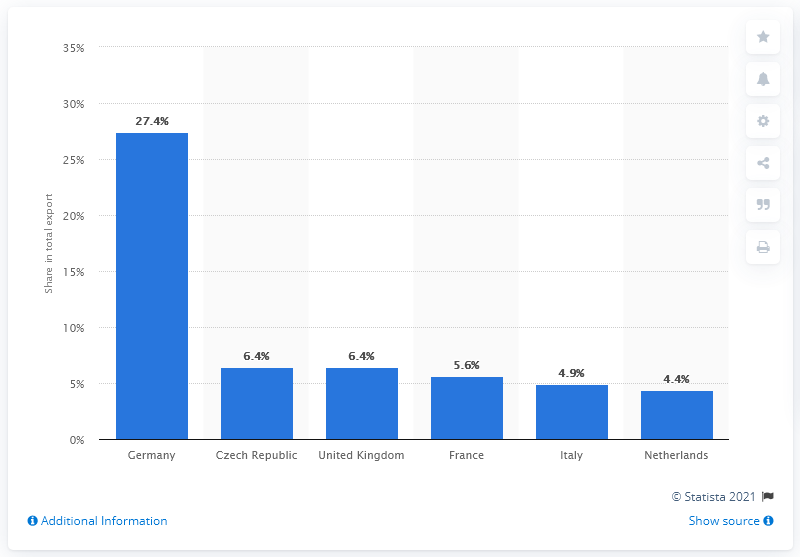 35%
30%
25%
20%
15%
10%
5%
0%
Share in total export
27.4%
6.4%
6.4%
5.6%
4.9%
4.4%
Germany
Czech Republic
United Kingdom
France
Italy
Netherlands
© Statista 2021
Additional Information
Show source